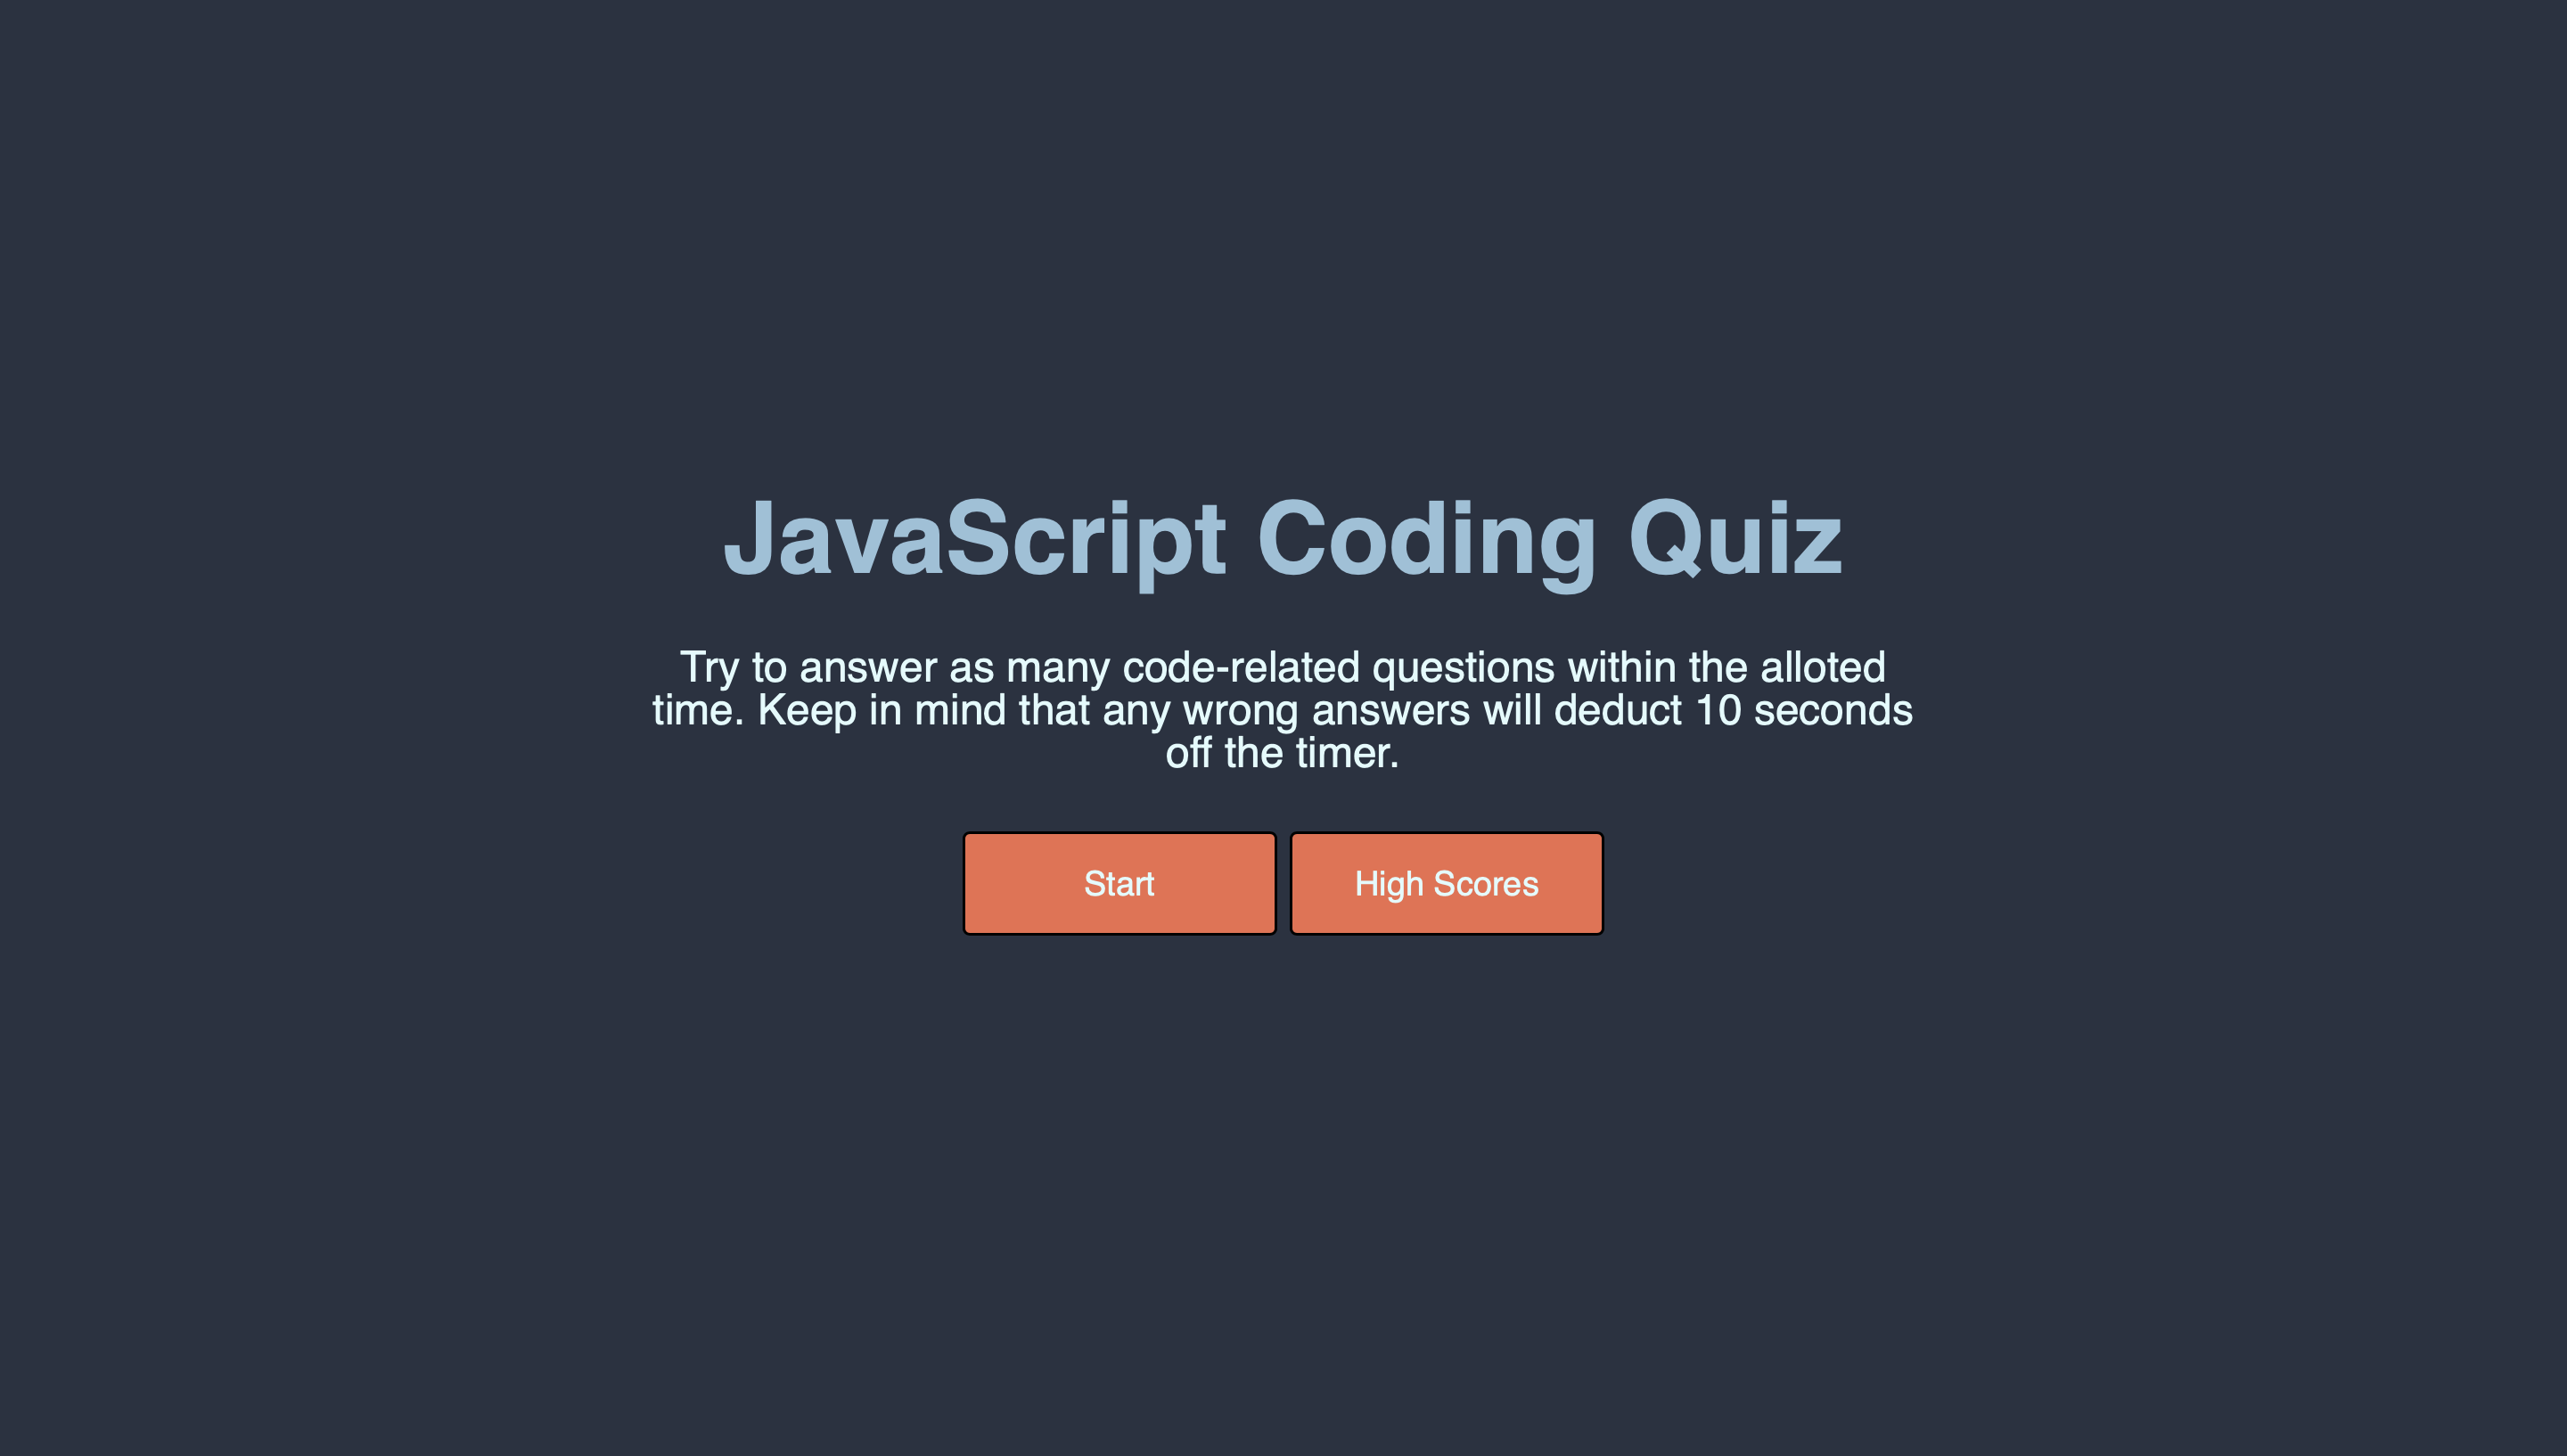 JavaScript Coding Quiz
Try to answer as many code-related questions within the alloted
time. Keep in mind that any wrong answers will deduct 10 seconds
off the timer.
Start
High Scores